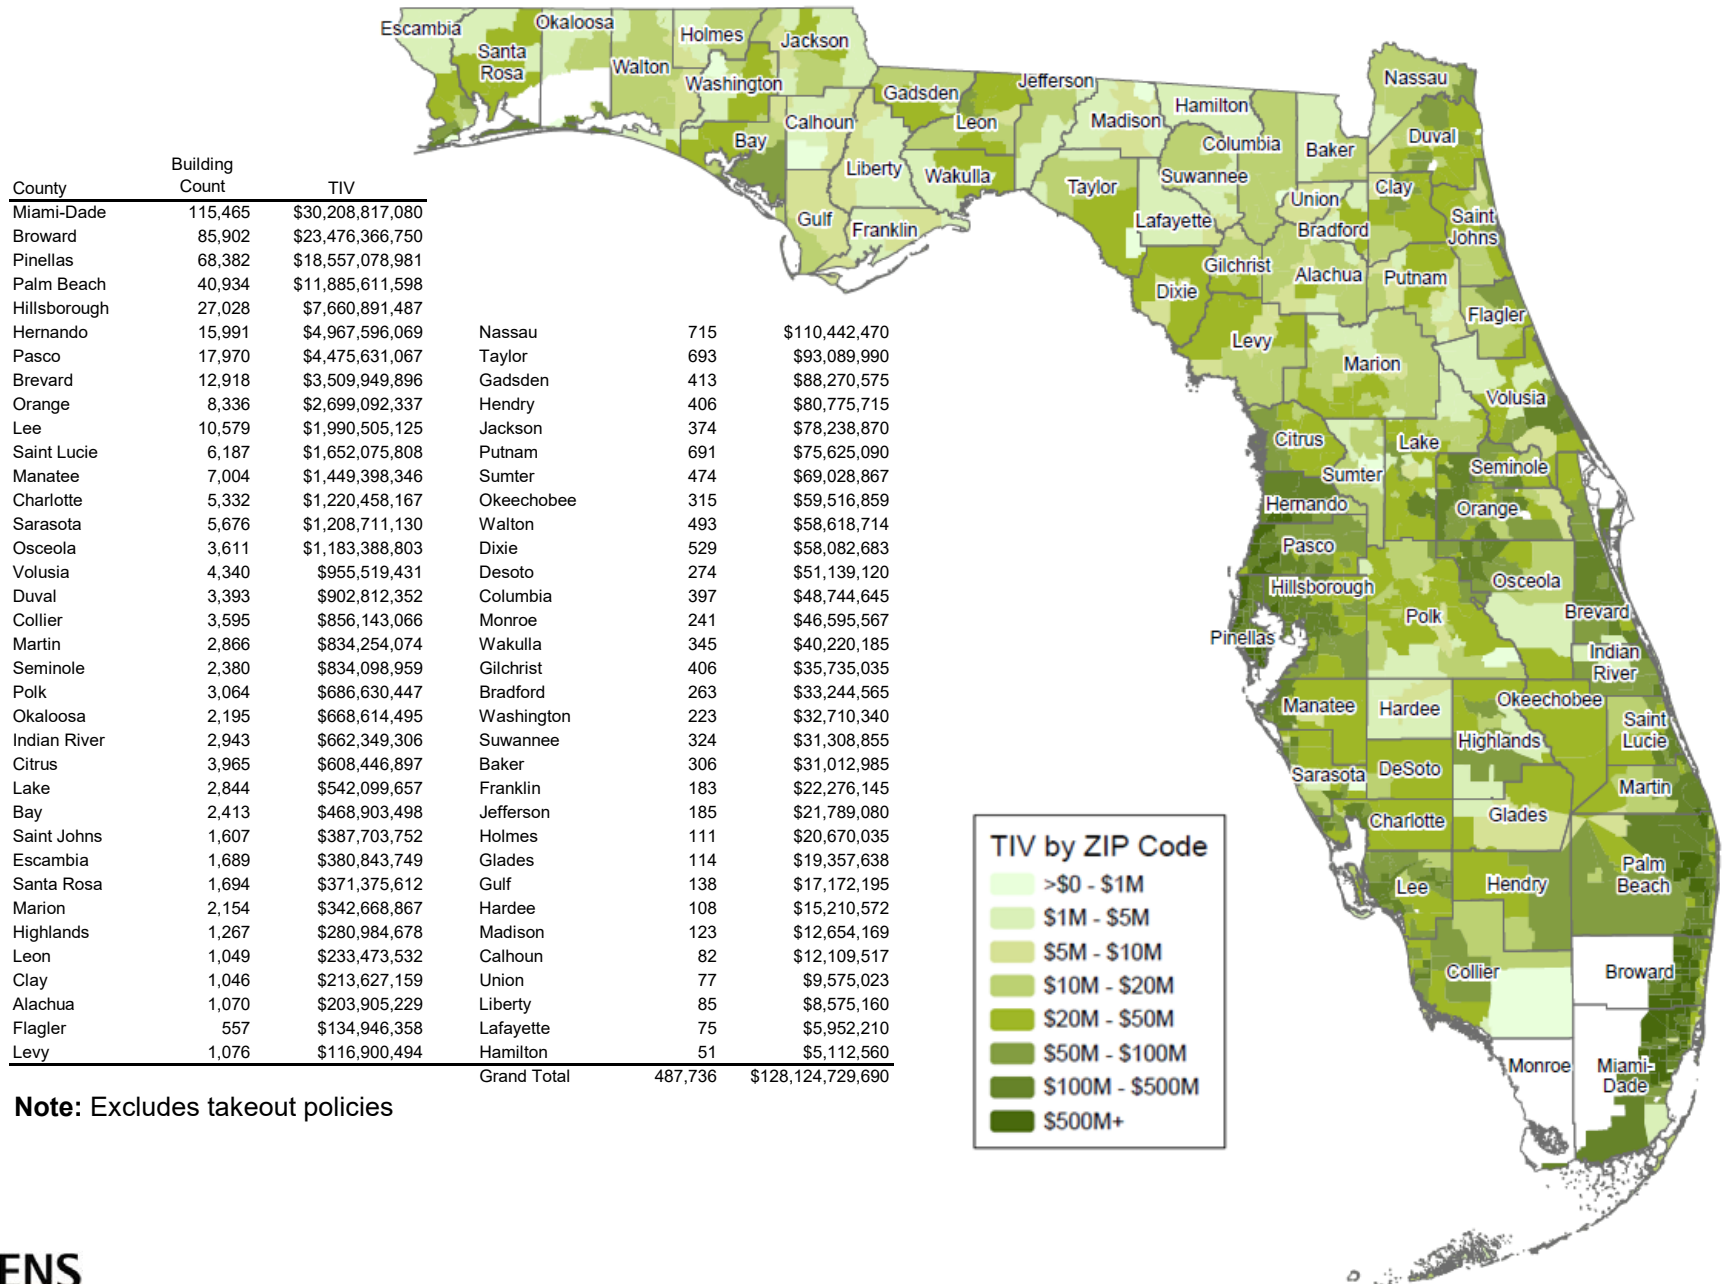 Building
County Count TIV
Miami-Dade 115,465 $30,208,817,080
Broward 85,902 $23,476,366,750
Pinellas 68,382 $18,557,078,981
Palm Beach 40,934 $11,885,611,598
Hillsborough 27,028 $7,660,891,487
Hernando 15,991 $4,967,596,069
Pasco 17,970 $4,475,631,067
Brevard 12,918 $3,509,949,896
Orange 8,336 $2,699,092,337
Lee 10,579 $1,990,505,125
Saint Lucie 6,187 $1,652,075,808
Manatee 7,004 $1,449,398,346
Charlotte 5,332 $1,220,458,167
Sarasota 5,676 $1,208,711,130
Osceola 3,611 $1,183,388,803
Volusia 4,340 $955,519,431
Duval 3,393 $902,812,352
Collier 3,595 $856,143,066
Martin 2,866 $834,254,074
Seminole 2,380 $834,098,959
Polk 3,064 $686,630,447
Okaloosa 2,195 $668,614,495
Indian River 2,943 $662,349,306
Citrus 3,965 $608,446,897
Lake 2,844 $542,099,657
Bay 2,413 $468,903,498
Saint Johns 1,607 $387,703,752
Escambia 1,689 $380,843,749
Santa Rosa 1,694 $371,375,612
Marion 2,154 $342,668,867
Highlands 1,267 $280,984,678
Leon 1,049 $233,473,532
Clay 1,046 $213,627,159
Alachua 1,070 $203,905,229
Flagler 557 $134,946,358
Levy 1,076 $116,900,494
Nassau 715 $110,442,470
Taylor 693 $93,089,990
Gadsden 413 $88,270,575
Hendry 406 $80,775,715
Jackson 374 $78,238,870
Putnam 691 $75,625,090
Sumter 474 $69,028,867
Okeechobee 315 $59,516,859
Walton 493 $58,618,714
Dixie 529 $58,082,683
Desoto 274 $51,139,120
Columbia 397 $48,744,645
Monroe 241 $46,595,567
Wakulla 345 $40,220,185
Gilchrist 406 $35,735,035
Bradford 263 $33,244,565
Washington 223 $32,710,340
Suwannee 324 $31,308,855
Baker 306 $31,012,985
Franklin 183 $22,276,145
Jefferson 185 $21,789,080
Holmes 111 $20,670,035
Glades 114 $19,357,638
Gulf 138 $17,172,195
Hardee 108 $15,210,572
Madison 123 $12,654,169
Calhoun 82 $12,109,517
Union 77 $9,575,023
Liberty 85 $8,575,160
Lafayette 75 $5,952,210
Hamilton 51 $5,112,560
Grand Total 487,736 $128,124,729,690
Note: Excludes takeout policies
ENS
Escambia
Okaloosa
Santa
Rosa
Holmes
Jackson
Walton
Washington
Bay
Calhoun
Gulf
Liberty
Franklin
Gadsden
Leon
Wakulla
Jefferson
Madison
Taylor
Hamilton
Columbia
Suwannee
Lafayette
Baker
Nassau
Duval
Union
Clay
Bradford
Saint
Johns
Gilchrist
Alachua
Putnam
Dixie
Flagler
Levy
Marion
Volusia
Citrus
Lake
Sumter
Seminole
Hernando
Orange
Pasco
Hillsborough
Osceola
Polk
Brevard
Pinellas
Indian
River
Manatee
Hardee
Okeechobee
Highlands
Saint
Lucie
Sarasota
DeSoto
Martin
Charlotte
Glades
Lee
Hendry
Palm
Beach
Collier
Broward
Monroe
Miami-
Dade
TIV by ZIP Code
>$0 - $1M
$1M - $5M
$5M - $10M
$10M - $20M
$20M - $50M
$50M - $100M
$100M - $500M
$500M+